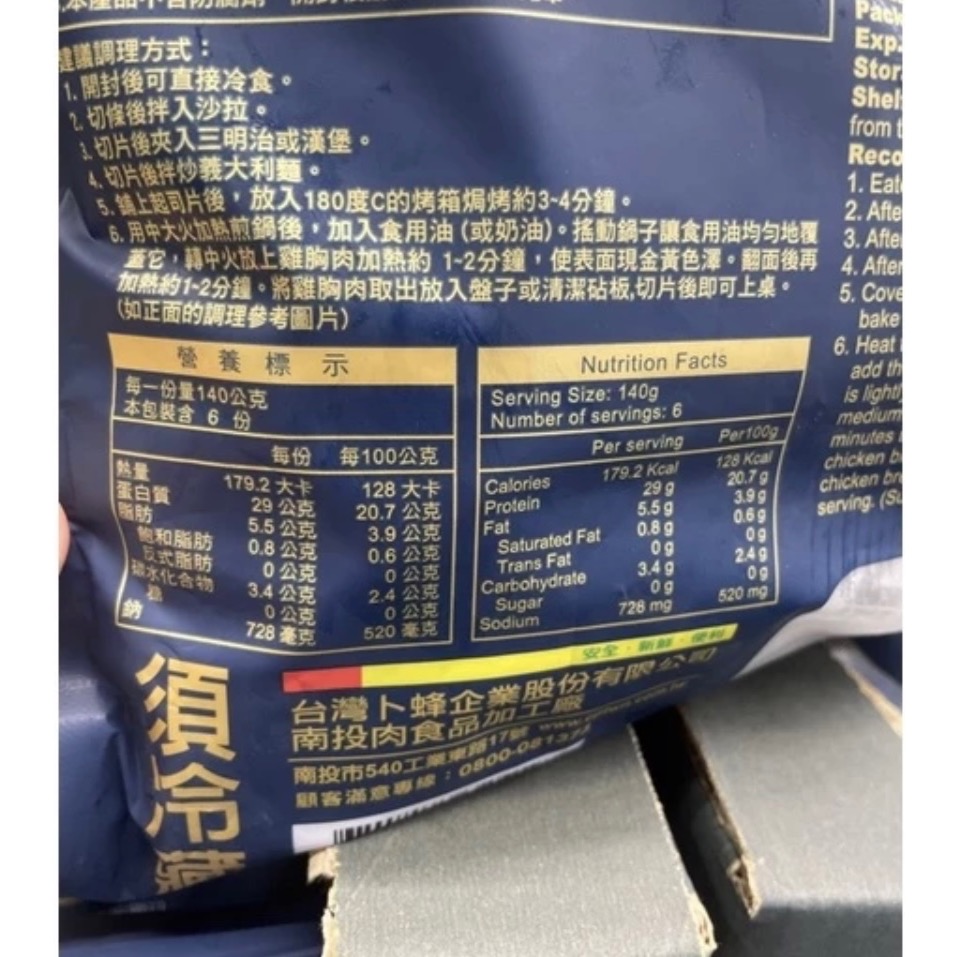 本產品不含防腐劑
建議調理方式：
1. 開封後可直接冷食。
2. 切條後拌入沙拉。
3. 切片後夾入三明治或漢堡。
4. 切片後拌炒義大利麵。
5. 鋪上起司片後，放入180度C的烤箱焗烤約3~4分鐘。
6. 用中大火加熱煎鍋後，加入食用油(或奶油)。搖動鍋子讓食用油均勻地覆
蓋它，轉中火放上雞胸肉加熱約 1~2分鐘，使表面現金黃色澤。翻面後再
加熱約1~2分鐘。將雞胸肉取出放入盤子或清潔砧板,切片後即可上桌。
(如正面的調理參考圖片)
營 養 標 示
每一份量140公克
本包裝含 6 份
每份 每100公克
熱量 179.2 大卡 128 大卡
蛋白質 29 公克 20.7 公克
脂肪 5.5 公克 3.9 公克
飽和脂肪 0.8 公克 0.6 公克
反式脂肪 0 公克 0 公克
碳水化合物 3.4 公克 2.4 公克
糖 0 公克 0 公克
鈉 728 毫克 520 毫克
Nutrition Facts
Serving Size: 140g
Number of servings: 6
Per serving Per100g
Calories 179.2 Kcal 128 Kcal
Protein 29 g 20.7 g
Fat 5.5 g 3.9 g
Saturated Fat 0.8 g 0.6 g
Trans Fat 0 g 0 g
Carbohydrate 3.4 g 2.4 g
Sugar 0 g 0 g
Sodium 728 mg 520 mg
Pack
Exp.
Stor
Shel
from t
Reco
1. Eat
2. Afte
3. Afte
4. After
5. Cove
bake
6. Heat
add th
is lightl
medium
minutes
chicken b
chicken bre
serving. (Su
安全·新鮮·便利
台灣卜蜂企業股份有限公司
南投肉食品加工廠
南投市540工業東路17號 www.
顧客滿意專線：0800-081373
須冷藏